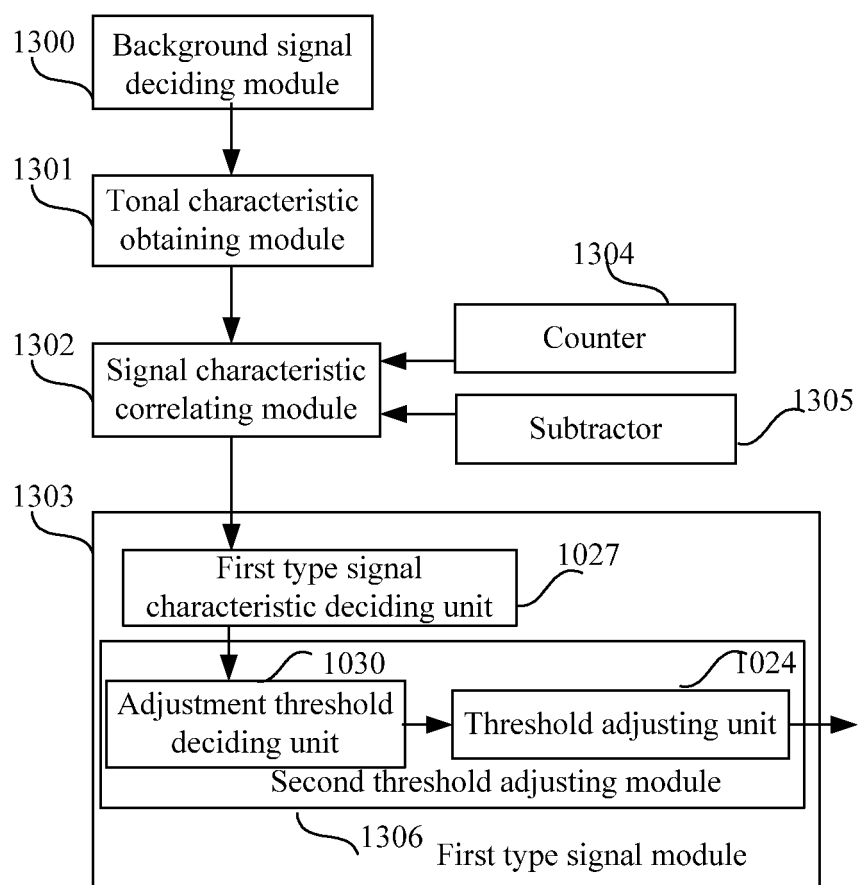 1300
Background signal
deciding module
1301
Tonal characteristic
obtaining module
1304
Counter
1302
Signal characteristic
correlating module
Subtractor
1305
1303
First type signal
characteristic deciding unit
1027
1030
1024
Adjustment threshold
deciding unit
Threshold adjusting unit
Second threshold adjusting module
1306
First type signal module